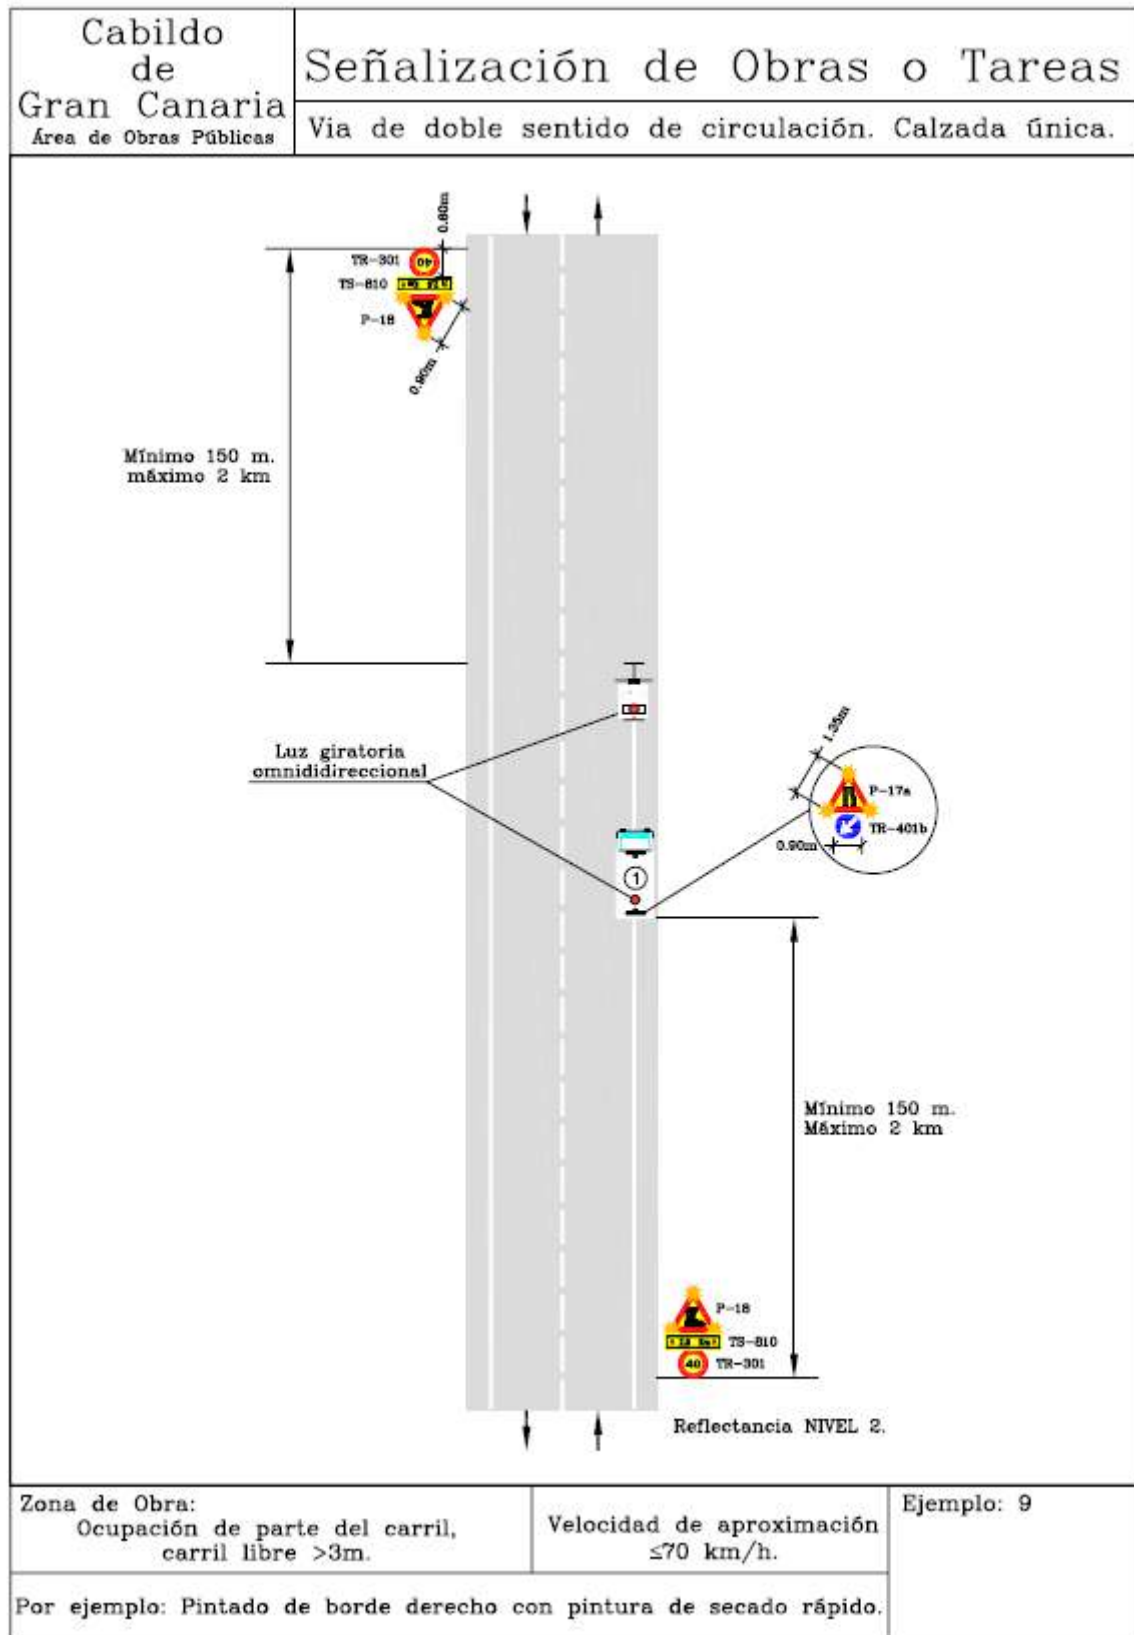 Cabildo
de
Gran Canaria
Área de Obras Públicas
Señalización de Obras o Tareas
Via de doble sentido de circulación. Calzada única.
0.60m
TR-301
40
TS-810
P-18
0.90m
Mínimo 150 m.
máximo 2 km
Luz giratoria
omnididireccional
1.35m
P-17a
TR-401b
0.90m
1
Mínimo 150 m.
Máximo 2 km
P-18
TS-810
40
TR-301
Reflectancia NIVEL 2.
Zona de Obra:
Ocupación de parte del carril,
carril libre >3m.
Velocidad de aproximación
≤70 km/h.
Ejemplo: 9
Por ejemplo: Pintado de borde derecho con pintura de secado rápido.